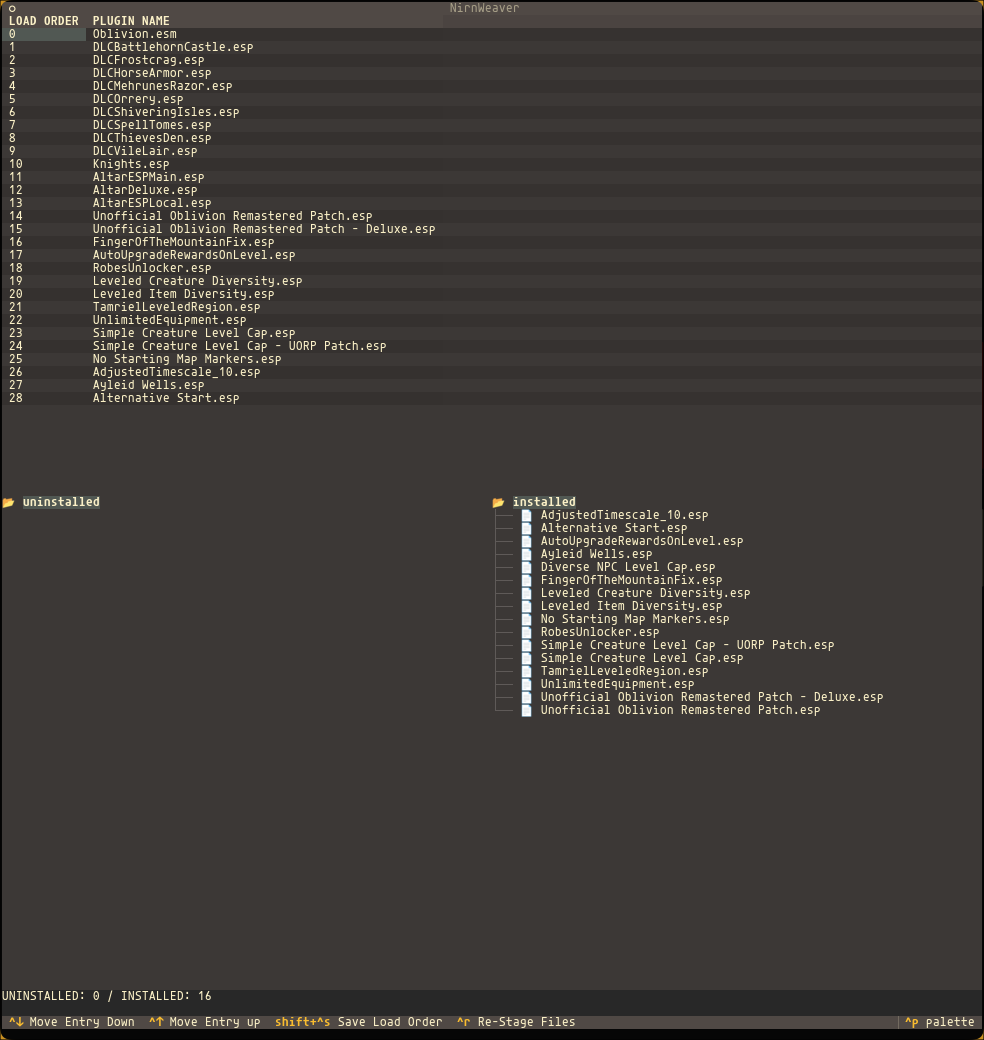 NirnWeaver
LOAD ORDER PLUGIN NAME
0 Oblivion.esm
1 DLCBattlehornCastle.esp
2 DLCFrostcrag.esp
3 DLCHorseArmor.esp
4 DLCMehrunesRazor.esp
5 DLCOrrery.esp
6 DLCShiveringIsles.esp
7 DLCSpellTomes.esp
8 DLCThievesDen.esp
9 DLCVileLair.esp
10 Knights.esp
11 AltarESPMain.esp
12 AltarDeluxe.esp
13 AltarESPLocal.esp
14 Unofficial Oblivion Remastered Patch.esp
15 Unofficial Oblivion Remastered Patch - Deluxe.esp
16 FingerOfTheMountainFix.esp
17 AutoUpgradeRewardsOnLevel.esp
18 RobesUnlocker.esp
19 Leveled Creature Diversity.esp
20 Leveled Item Diversity.esp
21 TamrielLeveledRegion.esp
22 UnlimitedEquipment.esp
23 Simple Creature Level Cap.esp
24 Simple Creature Level Cap - UORP Patch.esp
25 No Starting Map Markers.esp
26 AdjustedTimescale_10.esp
27 Ayleid Wells.esp
28 Alternative Start.esp
uninstalled
installed
AdjustedTimescale_10.esp
Alternative Start.esp
AutoUpgradeRewardsOnLevel.esp
Ayleid Wells.esp
Diverse NPC Level Cap.esp
FingerOfTheMountainFix.esp
Leveled Creature Diversity.esp
Leveled Item Diversity.esp
No Starting Map Markers.esp
RobesUnlocker.esp
Simple Creature Level Cap - UORP Patch.esp
Simple Creature Level Cap.esp
TamrielLeveledRegion.esp
UnlimitedEquipment.esp
Unofficial Oblivion Remastered Patch - Deluxe.esp
Unofficial Oblivion Remastered Patch.esp
UNINSTALLED: 0 / INSTALLED: 16
^↓ Move Entry Down ^↑ Move Entry up shift+^s Save Load Order ^r Re-Stage Files ^p palette